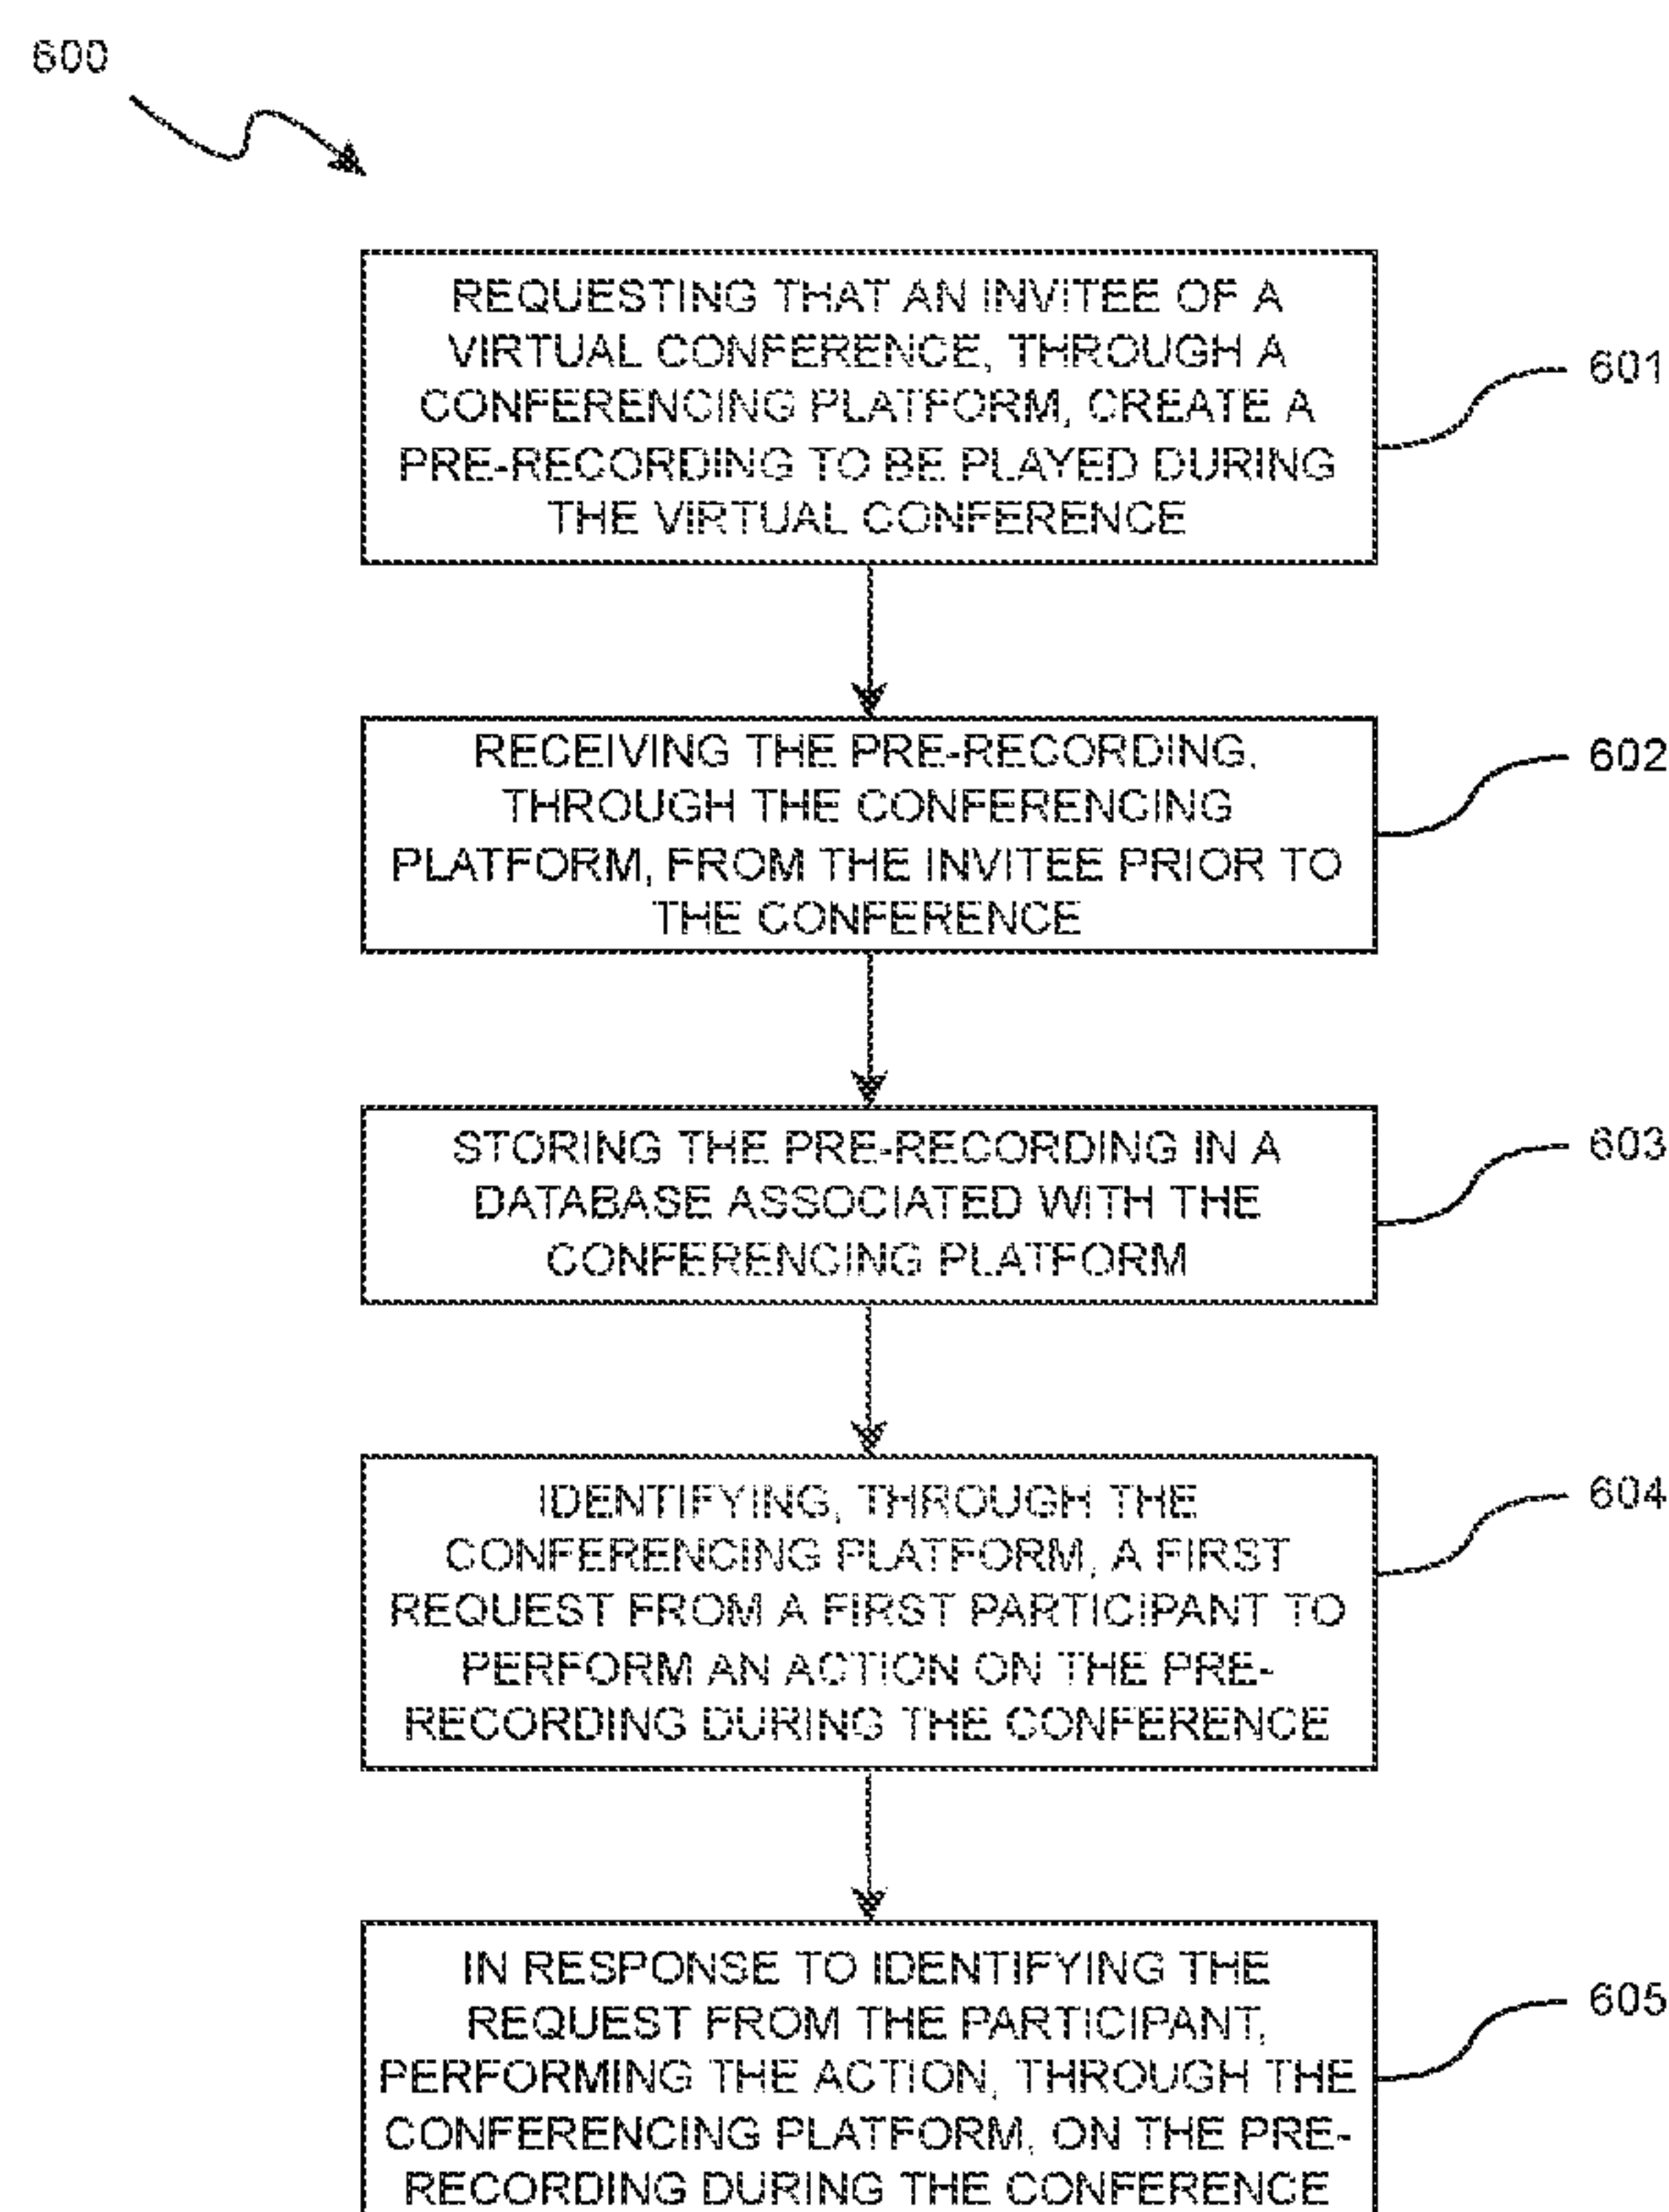 600
REQUESTING THAT AN INVITEE OF A
VIRTUAL CONFERENCE, THROUGH A
CONFERENCING PLATFORM, CREATE A
PRE-RECORDING TO BE PLAYED DURING
THE VIRTUAL CONFERENCE
601
RECEIVING THE PRE-RECORDING,
THROUGH THE CONFERENCING
PLATFORM, FROM THE INVITEE PRIOR TO
THE CONFERENCE
602
STORING THE PRE-RECORDING IN A
DATABASE ASSOCIATED WITH THE
CONFERENCING PLATFORM
603
IDENTIFYING, THROUGH THE
CONFERENCING PLATFORM, A FIRST
REQUEST FROM A FIRST PARTICIPANT TO
PERFORM AN ACTION ON THE PRE-
RECORDING DURING THE CONFERENCE
604
IN RESPONSE TO IDENTIFYING THE
REQUEST FROM THE PARTICIPANT,
PERFORMING THE ACTION, THROUGH THE
CONFERENCING PLATFORM, ON THE PRE-
RECORDING DURING THE CONFERENCE
605